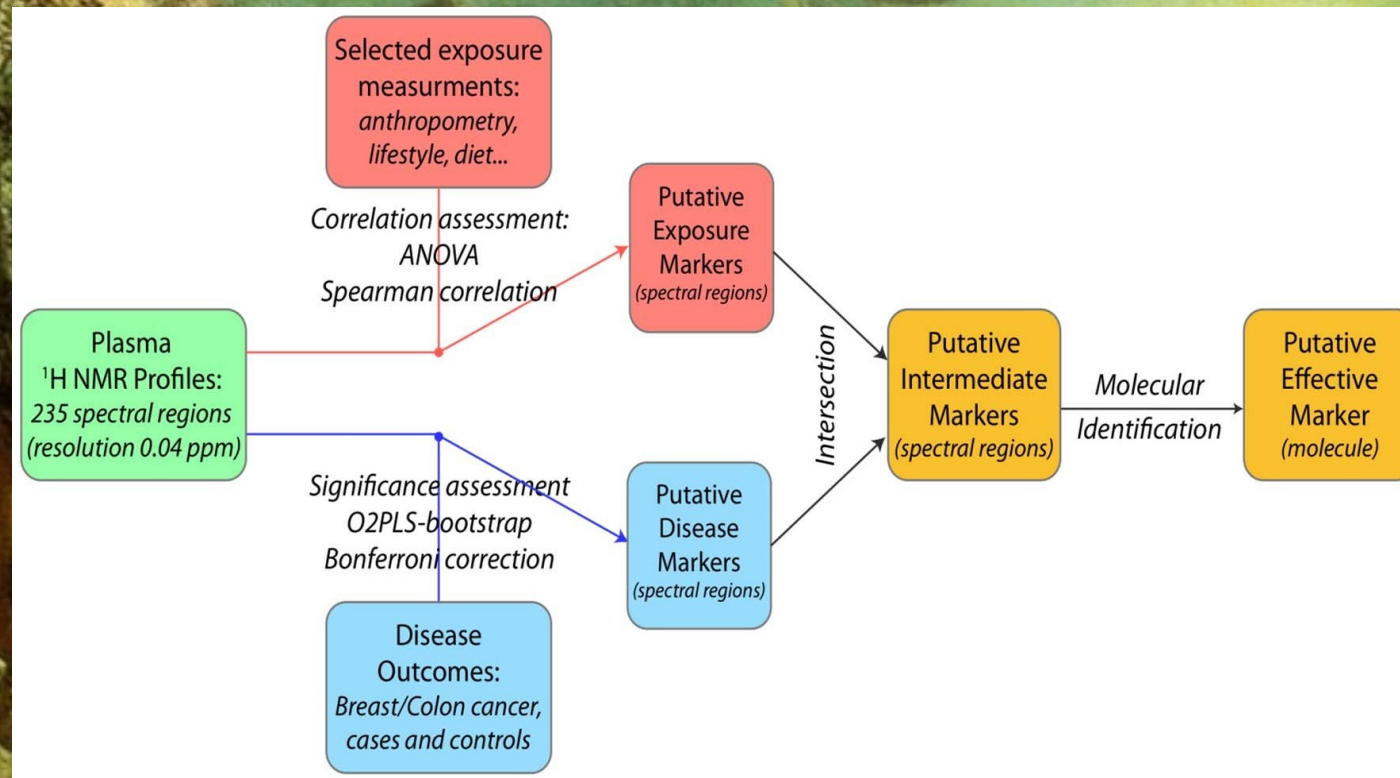 Selected exposure
measurments:
anthropometry,
lifestyle, diet...
Correlation assessment:
ANOVA
Spearman correlation
Putative
Exposure
Markers
(spectral regions)
Plasma
¹H NMR Profiles:
235 spectral regions
(resolution 0.04 ppm)
Intersection
Putative
Intermediate
Markers
(spectral regions)
Molecular
Identification
Putative
Effective
Marker
(molecule)
Significance assessment
O2PLS-bootstrap
Bonferroni correction
Putative
Disease
Markers
(spectral regions)
Disease
Outcomes:
Breast/Colon cancer,
cases and controls